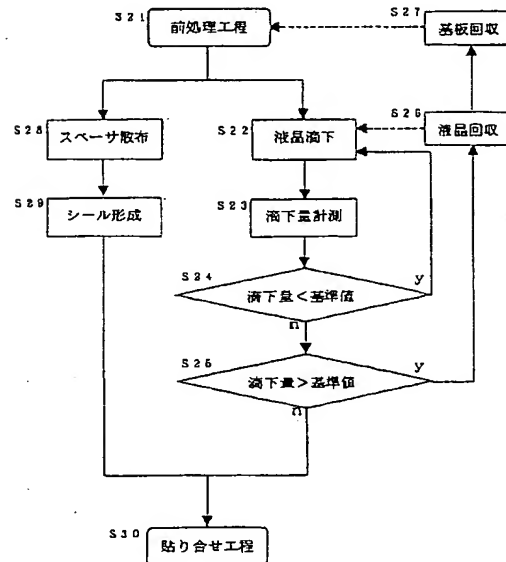 S21
前処理工程
S27
基板回収
S28
スペーサ散布
S22
液晶滴下
S26
液晶回収
S29
シール形成
S23
滴下量計測
S24
滴下量<基準値
y
n
S25
滴下量>基準値
y
n
S30
貼り合せ工程